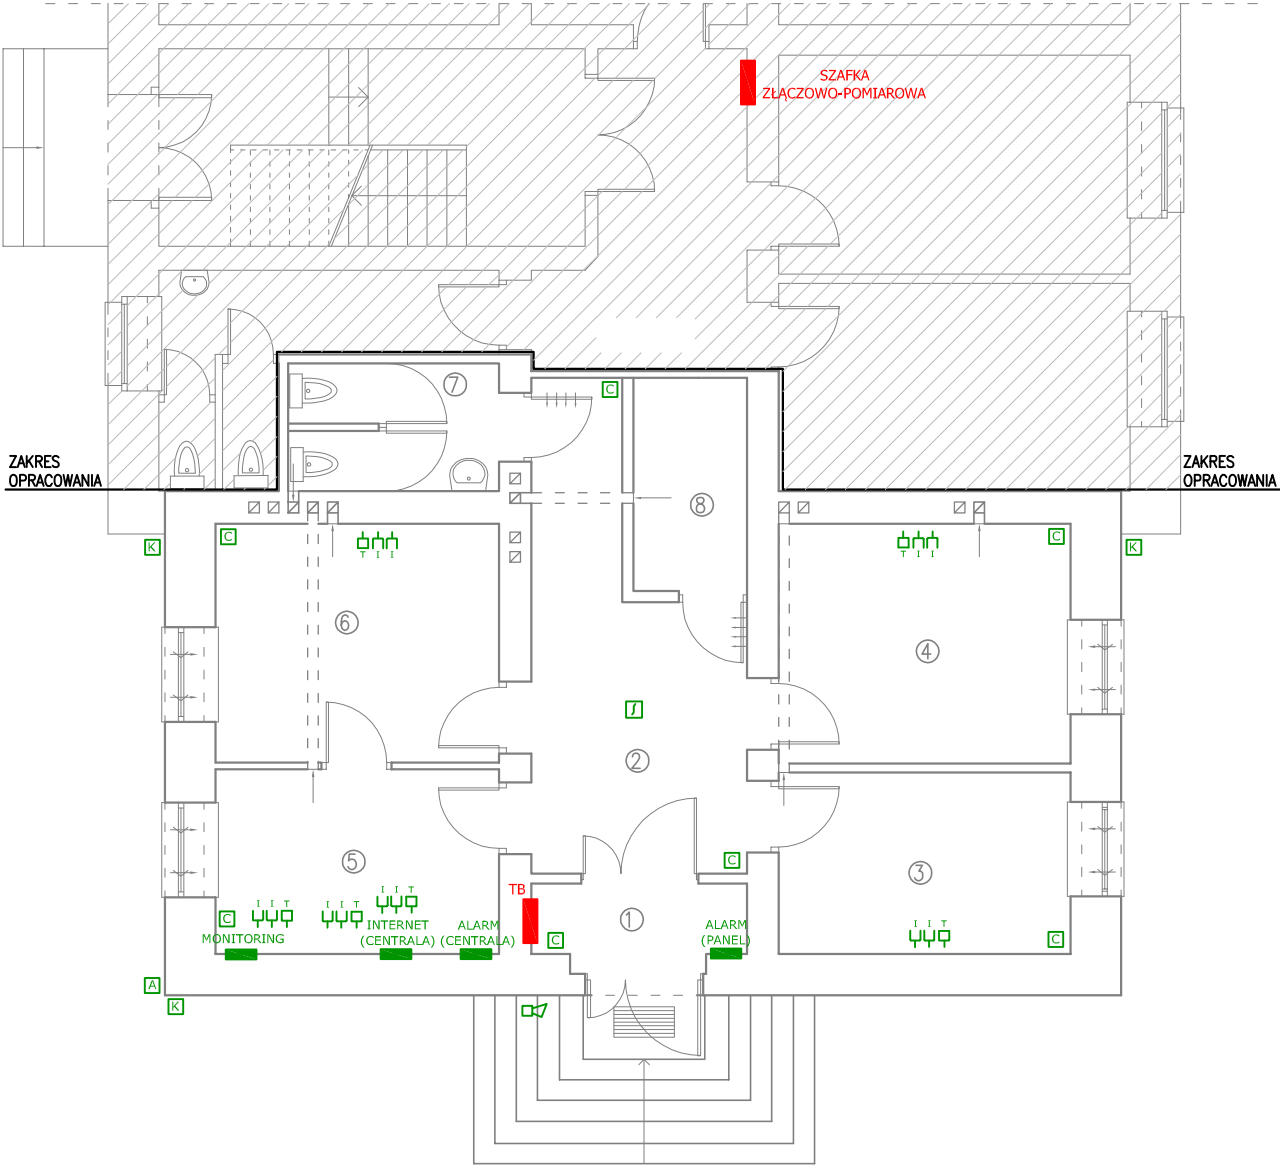 SZAFKA
ZŁĄCZOWO-POMIAROWA
ZAKRES
OPRACOWANIA
ZAKRES
OPRACOWANIA
7
C
8
K
C
T I I
T I I
C
K
6
4
2
5
3
C
I I T
I I T
I I T
C
MONITORING
INTERNET
(CENTRALA)
ALARM
(CENTRALA)
TB
1
C
ALARM
(PANEL)
I I T
C
A
K